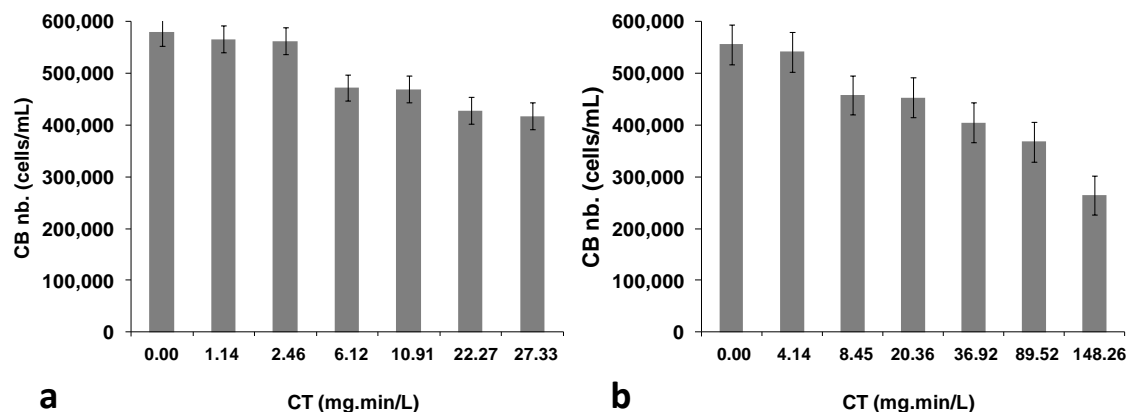 600,000
500,000
400,000
300,000
200,000
100,000
0
CB nb. (cells/mL)
0.00 1.14 2.46 6.12 10.91 22.27 27.33
a CT (mg.min/L)
600,000
500,000
400,000
300,000
200,000
100,000
0
CB nb. (cells/mL)
0.00 4.14 8.45 20.36 36.92 89.52 148.26
b CT (mg.min/L)